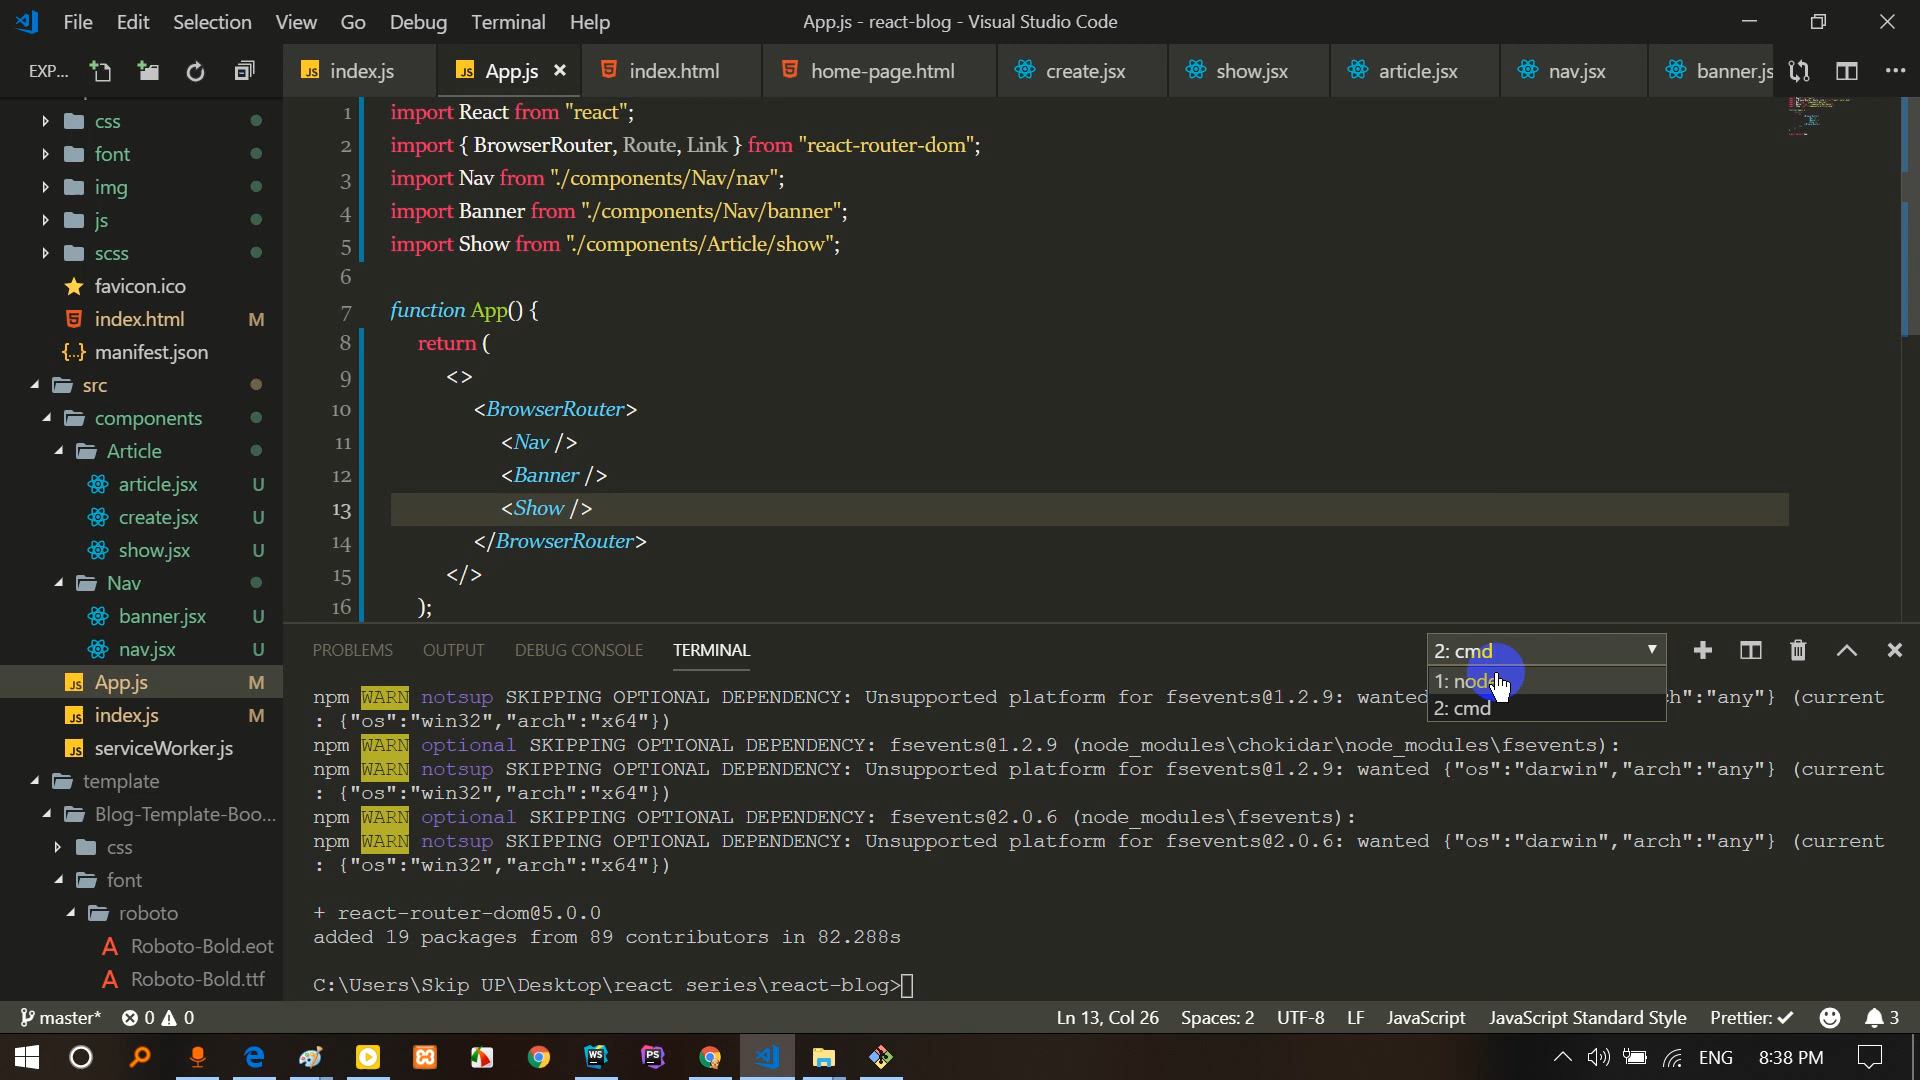 File Edit Selection View Go Debug Terminal Help
App.js - react-blog - Visual Studio Code
EXP...
index.js App.js index.html home-page.html create.jsx show.jsx article.jsx nav.jsx banner.js
css
font
img
js
scss
favicon.ico
index.html M
manifest.json
src
components
Article
article.jsx U
create.jsx U
show.jsx U
Nav
banner.jsx U
nav.jsx U
App.js M
index.js M
serviceWorker.js
template
Blog-Template-Boo...
css
font
roboto
Roboto-Bold.eot
Roboto-Bold.ttf
1 import React from "react";
2 import { BrowserRouter, Route, Link } from "react-router-dom";
3 import Nav from "./components/Nav/nav";
4 import Banner from "./components/Nav/banner";
5 import Show from "./components/Article/show";
6
7 function App() {
8 return (
9 <>
10 <BrowserRouter>
11 <Nav />
12 <Banner />
13 <Show />
14 </BrowserRouter>
15 </>
16 );
PROBLEMS OUTPUT DEBUG CONSOLE TERMINAL
2: cmd
1: node
2: cmd
npm WARN notsup SKIPPING OPTIONAL DEPENDENCY: Unsupported platform for fsevents@1.2.9: wanted h":"any"} (current
: {"os":"win32","arch":"x64"})
npm WARN optional SKIPPING OPTIONAL DEPENDENCY: fsevents@1.2.9 (node_modules\chokidar\node_modules\fsevents):
npm WARN notsup SKIPPING OPTIONAL DEPENDENCY: Unsupported platform for fsevents@1.2.9: wanted {"os":"darwin","arch":"any"} (current
: {"os":"win32","arch":"x64"})
npm WARN optional SKIPPING OPTIONAL DEPENDENCY: fsevents@2.0.6 (node_modules\fsevents):
npm WARN notsup SKIPPING OPTIONAL DEPENDENCY: Unsupported platform for fsevents@2.0.6: wanted {"os":"darwin","arch":"any"} (current
: {"os":"win32","arch":"x64"})
+ react-router-dom@5.0.0
added 19 packages from 89 contributors in 82.288s
C:\Users\Skip UP\Desktop\react series\react-blog>
master* 0 0 Ln 13, Col 26 Spaces: 2 UTF-8 LF JavaScript JavaScript Standard Style Prettier: ✓ 3
ENG 8:38 PM